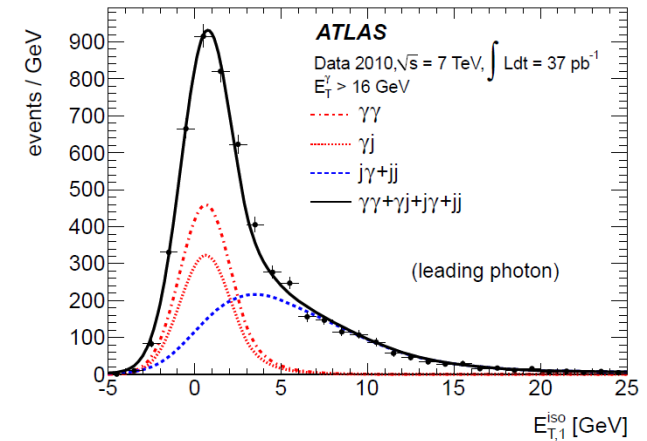 ATLAS
Data 2010, √s = 7 TeV, ∫ Ldt = 37 pb⁻¹
E_T^γ > 16 GeV
γγ
γj
jγ+jj
γγ+γj+jγ+jj
(leading photon)
events / GeV
900
800
700
600
500
400
300
200
100
0
-5 0 5 10 15 20 25
E_{T,1}^{iso} [GeV]